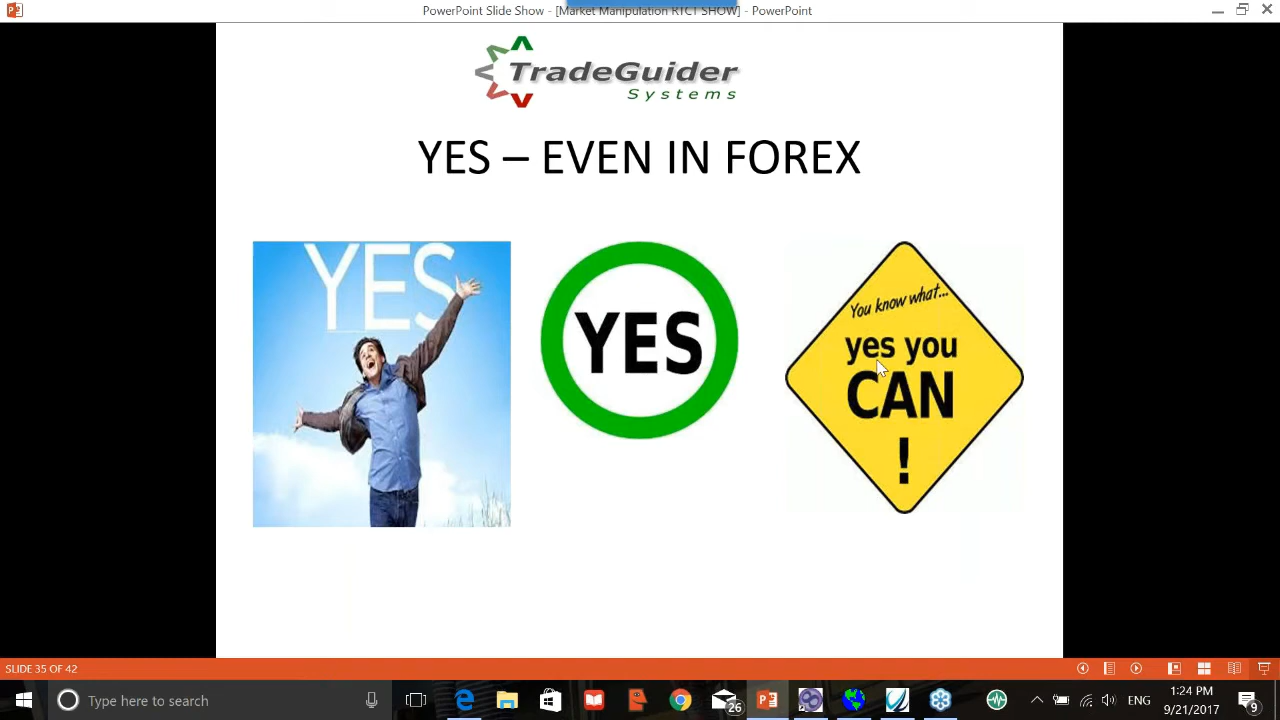 PowerPoint Slide Show - [Market Manipulation RTCT SHOW] - PowerPoint
TradeGuider
Systems
YES – EVEN IN FOREX
YES
YES
You know what...
yes you
CAN
!
SLIDE 35 OF 42
Type here to search
26
ENG
:24 PM
9/21/2017
9